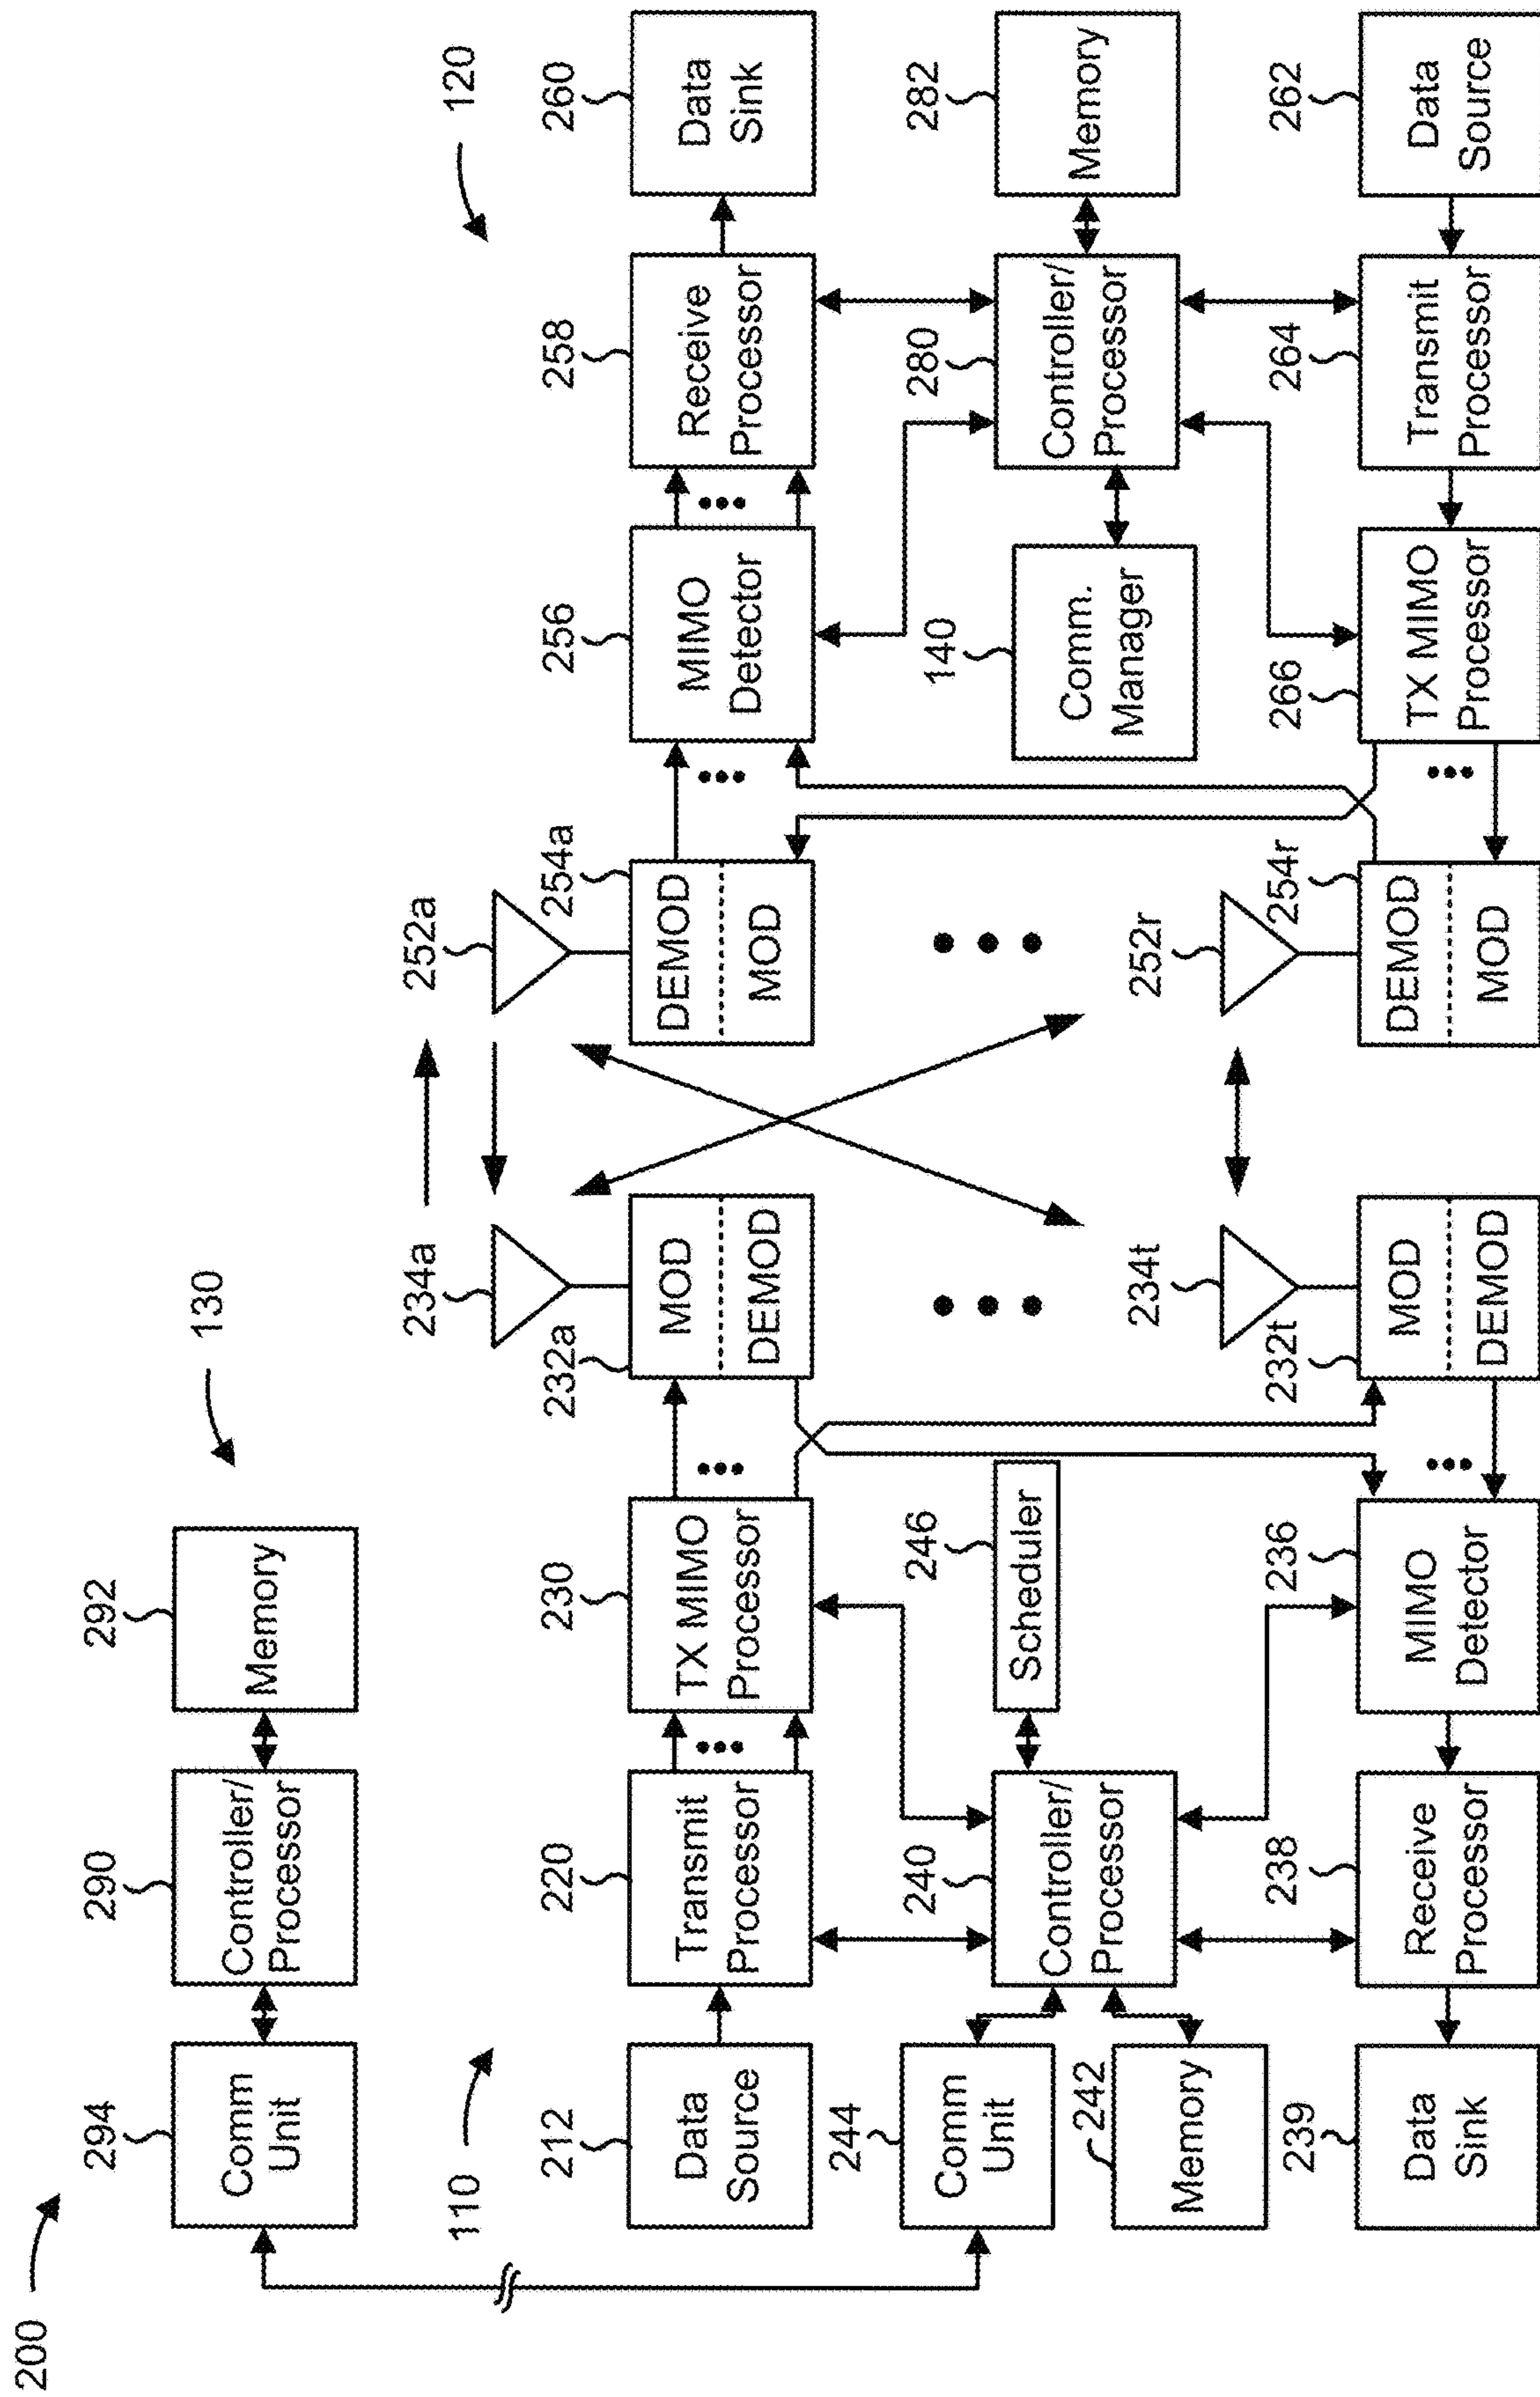 200
294
Comm
Unit
290
Controller/
Processor
292
Memory
130
110
212
Data
Source
220
Transmit
Processor
230
TX MIMO
Processor
232a
MOD
DEMOD
234a
252a
254a
DEMOD
MOD
256
MIMO
Detector
258
Receive
Processor
260
Data
Sink
120
244
Comm
Unit
242
Memory
240
Controller/
Processor
246
Scheduler
140
Comm.
Manager
280
Controller/
Processor
282
Memory
239
Data
Sink
238
Receive
Processor
236
MIMO
Detector
232t
MOD
DEMOD
234t
252r
254r
DEMOD
MOD
266
TX MIMO
Processor
264
Transmit
Processor
262
Data
Source